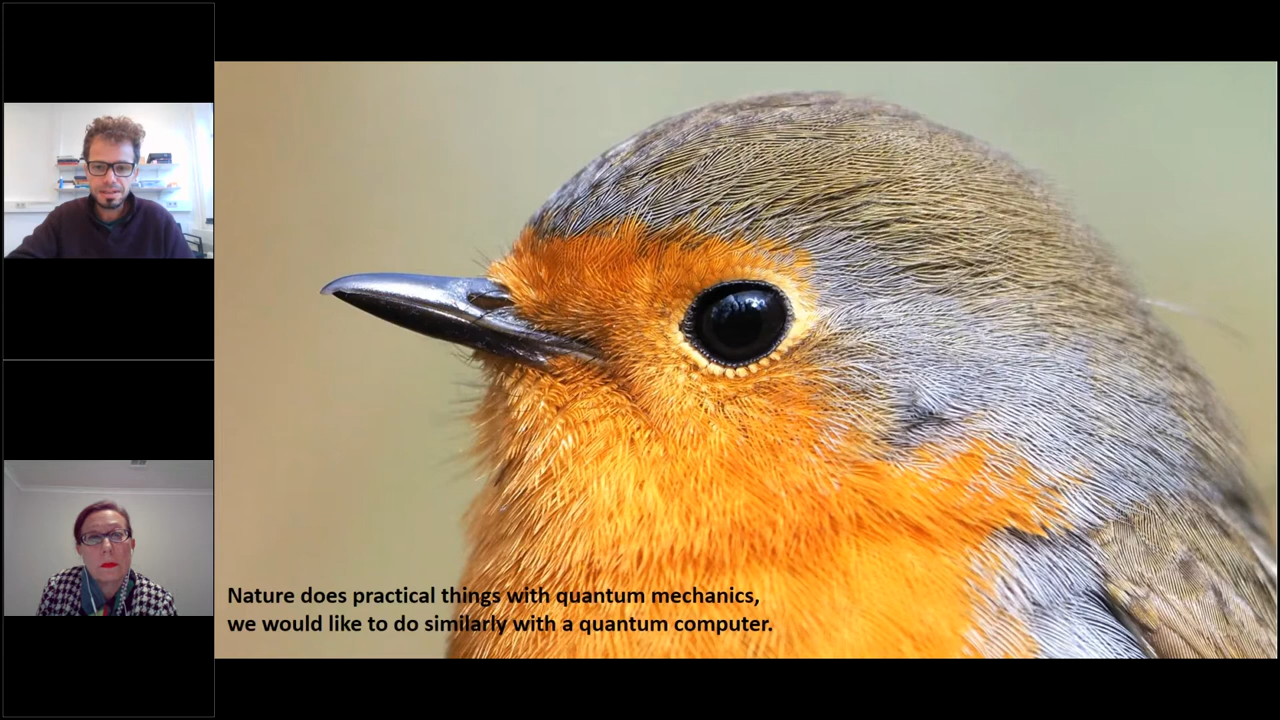 Nature does practical things with quantum mechanics,
we would like to do similarly with a quantum computer.